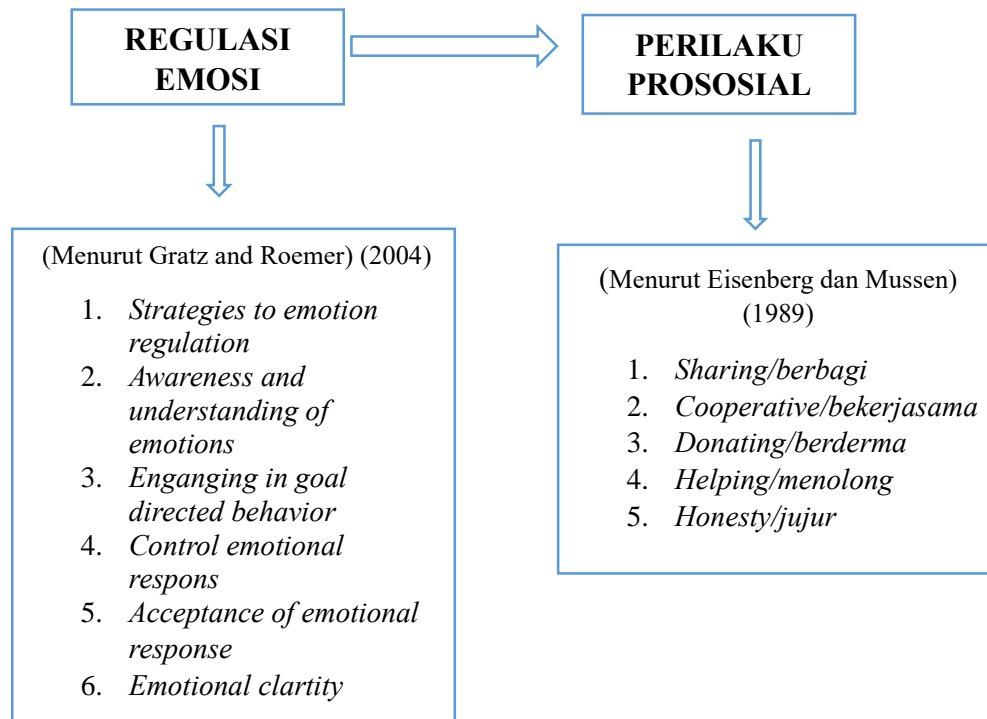 REGULASI
EMOSI
PERILAKU
PROSOSIAL
(Menurut Gratz and Roemer) (2004)
1. Strategies to emotion
regulation
2. Awareness and
understanding of
emotions
3. Enganging in goal
directed behavior
4. Control emotional
respons
5. Acceptance of emotional
response
6. Emotional clartity
(Menurut Eisenberg dan Mussen)
(1989)
1. Sharing/berbagi
2. Cooperative/bekerjasama
3. Donating/berderma
4. Helping/menolong
5. Honesty/jujur